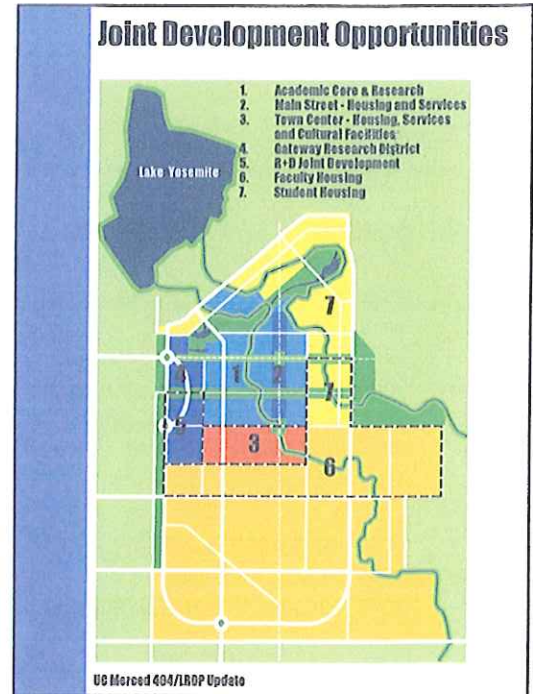 Joint Development Opportunities
1. Academic Core & Research
2. Main Street - Housing and Services
3. Town Center - Housing, Services
and Cultural Facilities
4. Gateway Research District
5. R+D Joint Development
6. Faculty Housing
7. Student Housing
Lake Yosemite
7
1
2
7
3
6
UC Merced 404/LRDP Update